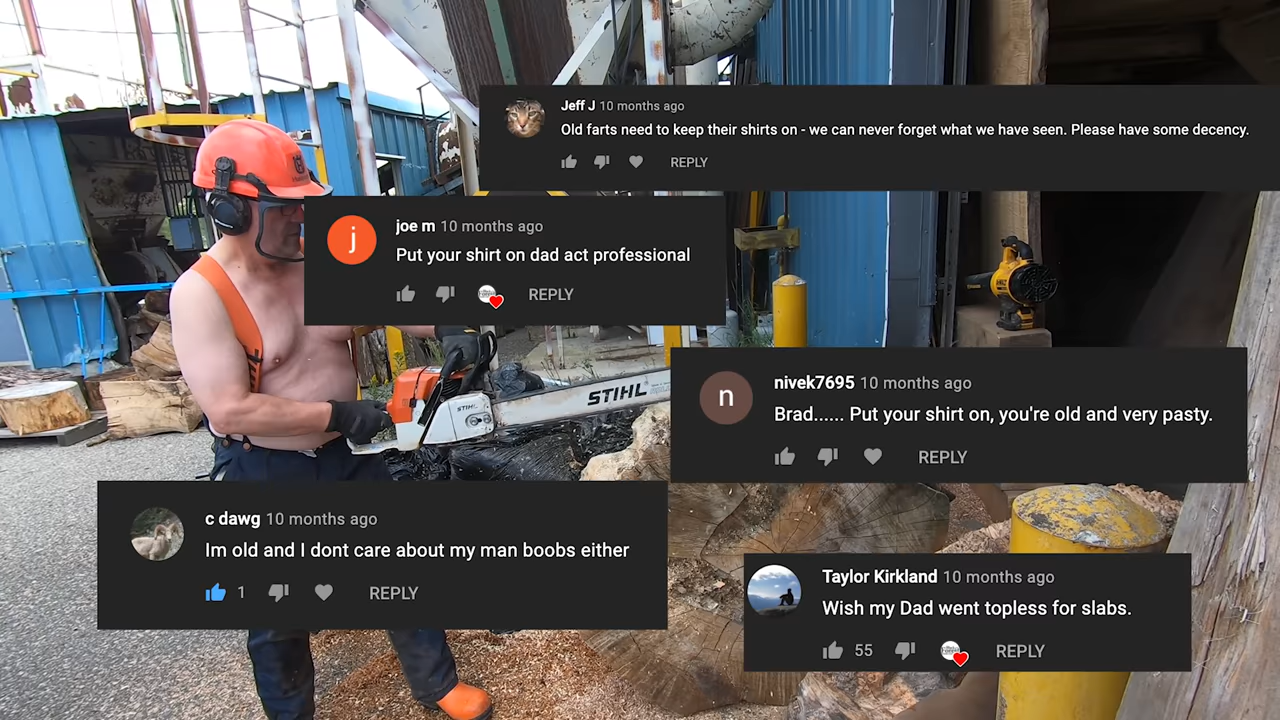 Jeff J 10 months ago
Old farts need to keep their shirts on - we can never forget what we have seen. Please have some decency.
REPLY
j
joe m 10 months ago
Put your shirt on dad act professional
REPLY
n
nivek7695 10 months ago
Brad...... Put your shirt on, you're old and very pasty.
REPLY
STIHL
STIHL
c dawg 10 months ago
Im old and I dont care about my man boobs either
1 REPLY
Taylor Kirkland 10 months ago
Wish my Dad went topless for slabs.
55 REPLY